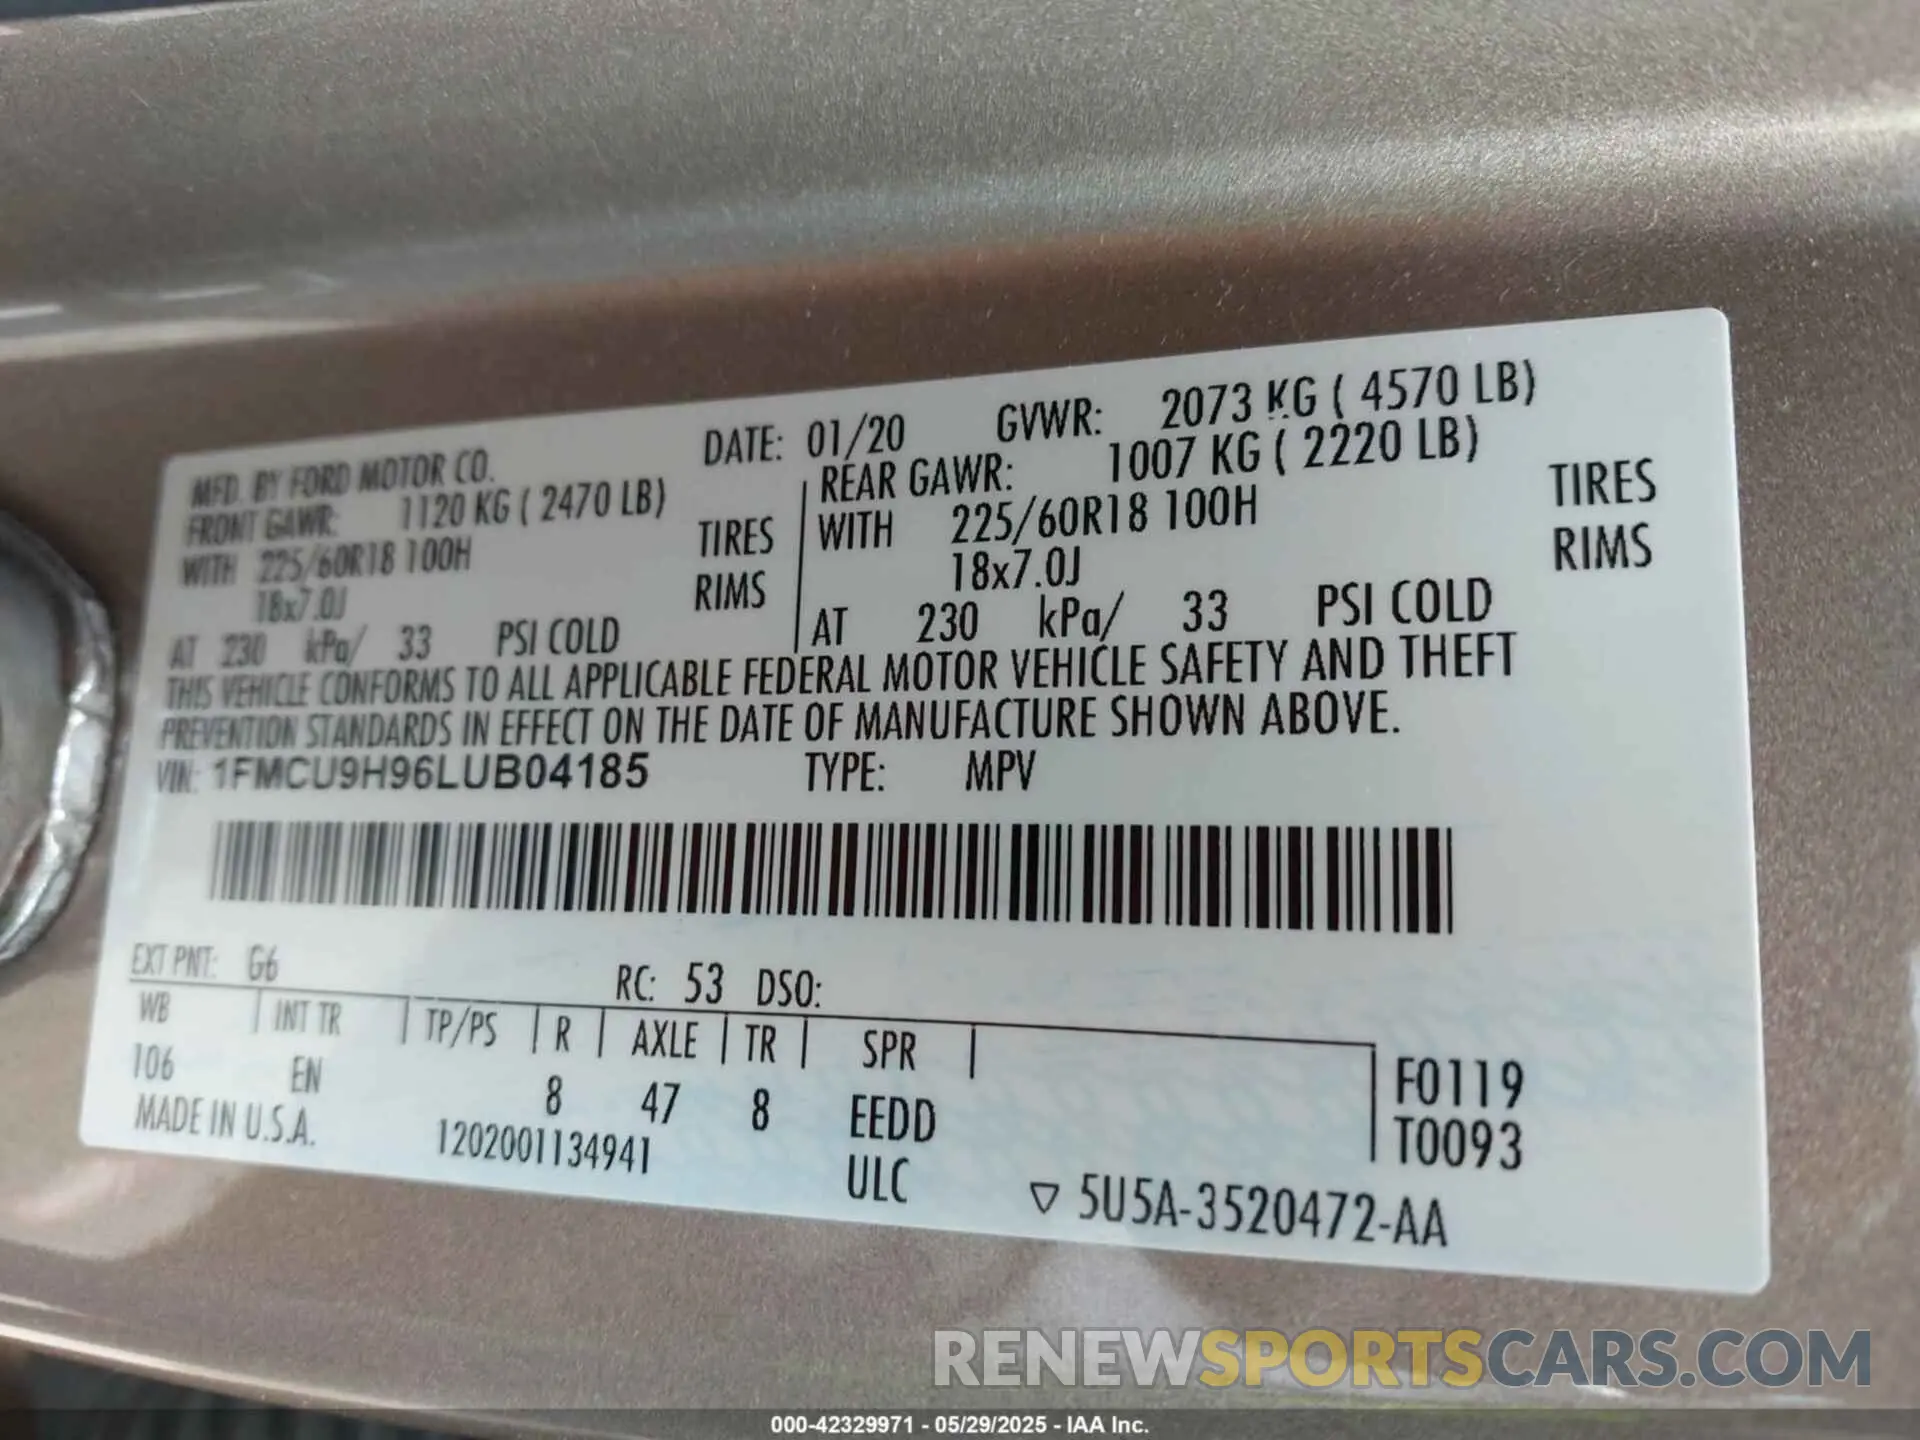 MFD. BY FORD MOTOR CO. DATE: 01/20 GVWR: 2073 KG ( 4570 LB)
FRONT GAWR: 1120 KG ( 2470 LB) REAR GAWR: 1007 KG ( 2220 LB)
WITH 225/60R18 100H TIRES WITH 225/60R18 100H TIRES
18x7.0J RIMS 18x7.0J RIMS
AT 230 kPa/ 33 PSI COLD AT 230 kPa/ 33 PSI COLD
THIS VEHICLE CONFORMS TO ALL APPLICABLE FEDERAL MOTOR VEHICLE SAFETY AND THEFT
PREVENTION STANDARDS IN EFFECT ON THE DATE OF MANUFACTURE SHOWN ABOVE.
VIN: 1FMCU9H96LUB04185 TYPE: MPV
EXT PNT: G6 RC: 53 DSO:
WB INT TR TP/PS R AXLE TR SPR
106 EN 8 47 8 EEDD F0119
MADE IN U.S.A. 1202001134941 ULC T0093
▽ 5U5A-3520472-AA
RENEWSPORTSCARS.COM
000-42329971 - 05/29/2025 - IAA Inc.